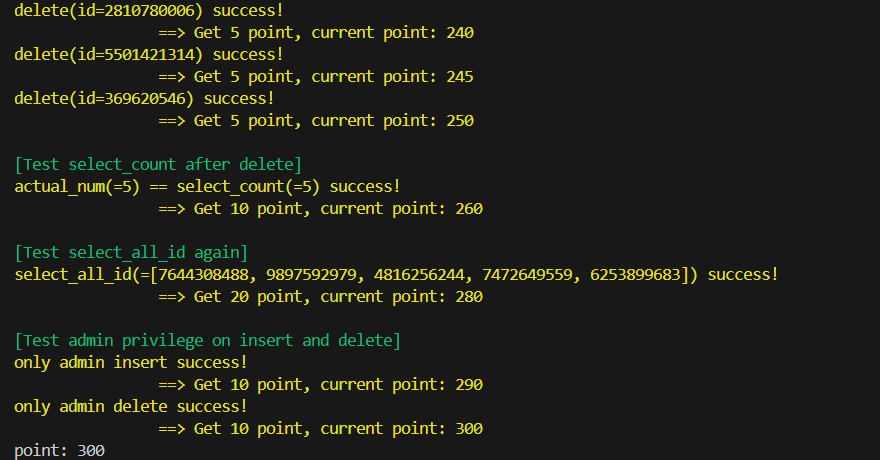 delete(id=2810780006) success!
==> Get 5 point, current point: 240
delete(id=5501421314) success!
==> Get 5 point, current point: 245
delete(id=369620546) success!
==> Get 5 point, current point: 250
[Test select_count after delete]
actual_num(=5) == select_count(=5) success!
==> Get 10 point, current point: 260
[Test select_all_id again]
select_all_id(=[7644308488, 9897592979, 4816256244, 7472649559, 6253899683]) success!
==> Get 20 point, current point: 280
[Test admin privilege on insert and delete]
only admin insert success!
==> Get 10 point, current point: 290
only admin delete success!
==> Get 10 point, current point: 300
point: 300